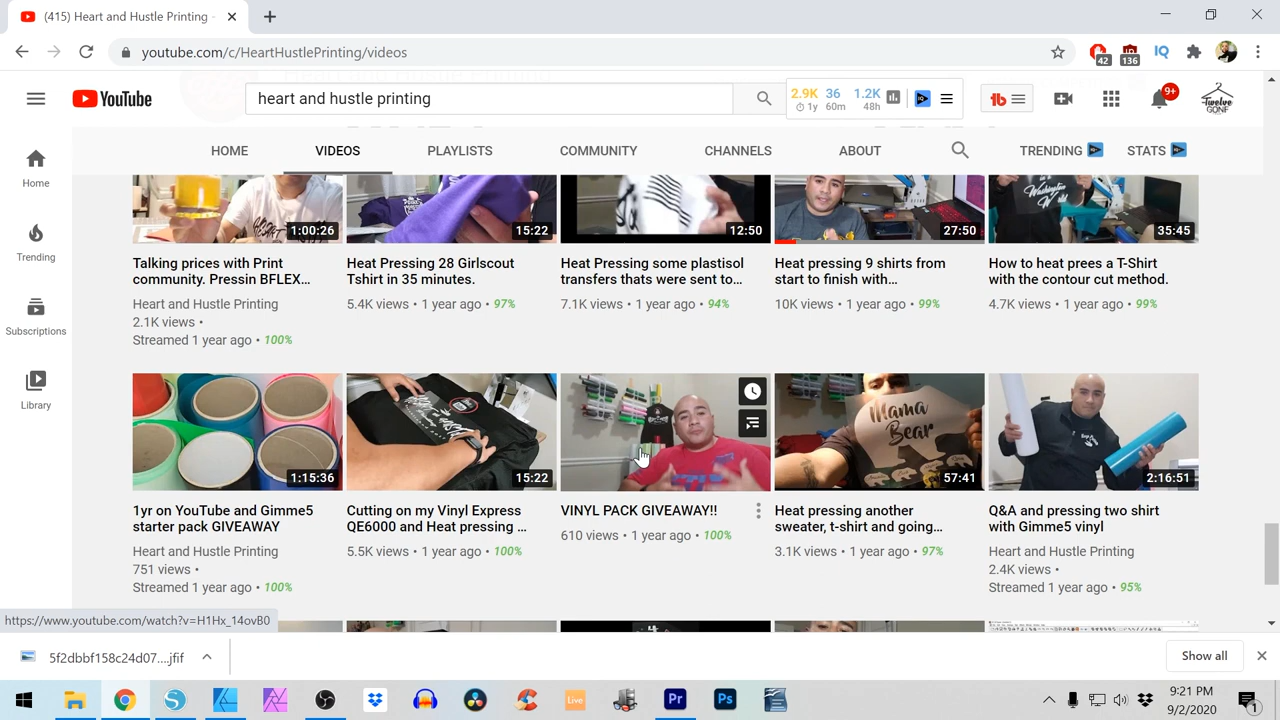 (415) Heart and Hustle Printing -
youtube.com/c/HeartHustlePrinting/videos
42
136
IQ
YouTube
heart and hustle printing
2.9K 36 1.2K
1y 60m 48h
tb
9+
Twelve
HOME VIDEOS PLAYLISTS COMMUNITY CHANNELS ABOUT TRENDING STATS
Home
Trending
Subscriptions
Library
1:00:26
15:22
12:50
27:50
35:45
Talking prices with Print
community. Pressin BFLEX...
Heart and Hustle Printing
2.1K views •
Streamed 1 year ago • 100%
Heat Pressing 28 Girlscout
Tshirt in 35 minutes.
5.4K views • 1 year ago • 97%
Heat Pressing some plastisol
transfers thats were sent to...
7.1K views • 1 year ago • 94%
Heat pressing 9 shirts from
start to finish with...
10K views • 1 year ago • 99%
How to heat prees a T-Shirt
with the contour cut method.
4.7K views • 1 year ago • 99%
1:15:36
15:22
Mama
Bear
57:41
2:16:51
1yr on YouTube and Gimme5
starter pack GIVEAWAY
Heart and Hustle Printing
751 views •
Streamed 1 year ago • 100%
Cutting on my Vinyl Express
QE6000 and Heat pressing ...
5.5K views • 1 year ago • 100%
VINYL PACK GIVEAWAY!!
610 views • 1 year ago • 100%
Heat pressing another
sweater, t-shirt and going...
3.1K views • 1 year ago • 97%
Q&A and pressing two shirt
with Gimme5 vinyl
Heart and Hustle Printing
2.4K views •
Streamed 1 year ago • 95%
https://www.youtube.com/watch?v=H1Hx_14ovB0
5f2dbbf158c24d07....jfif
Show all
Live
Pr
Ps
9:21 PM
9/2/2020
1